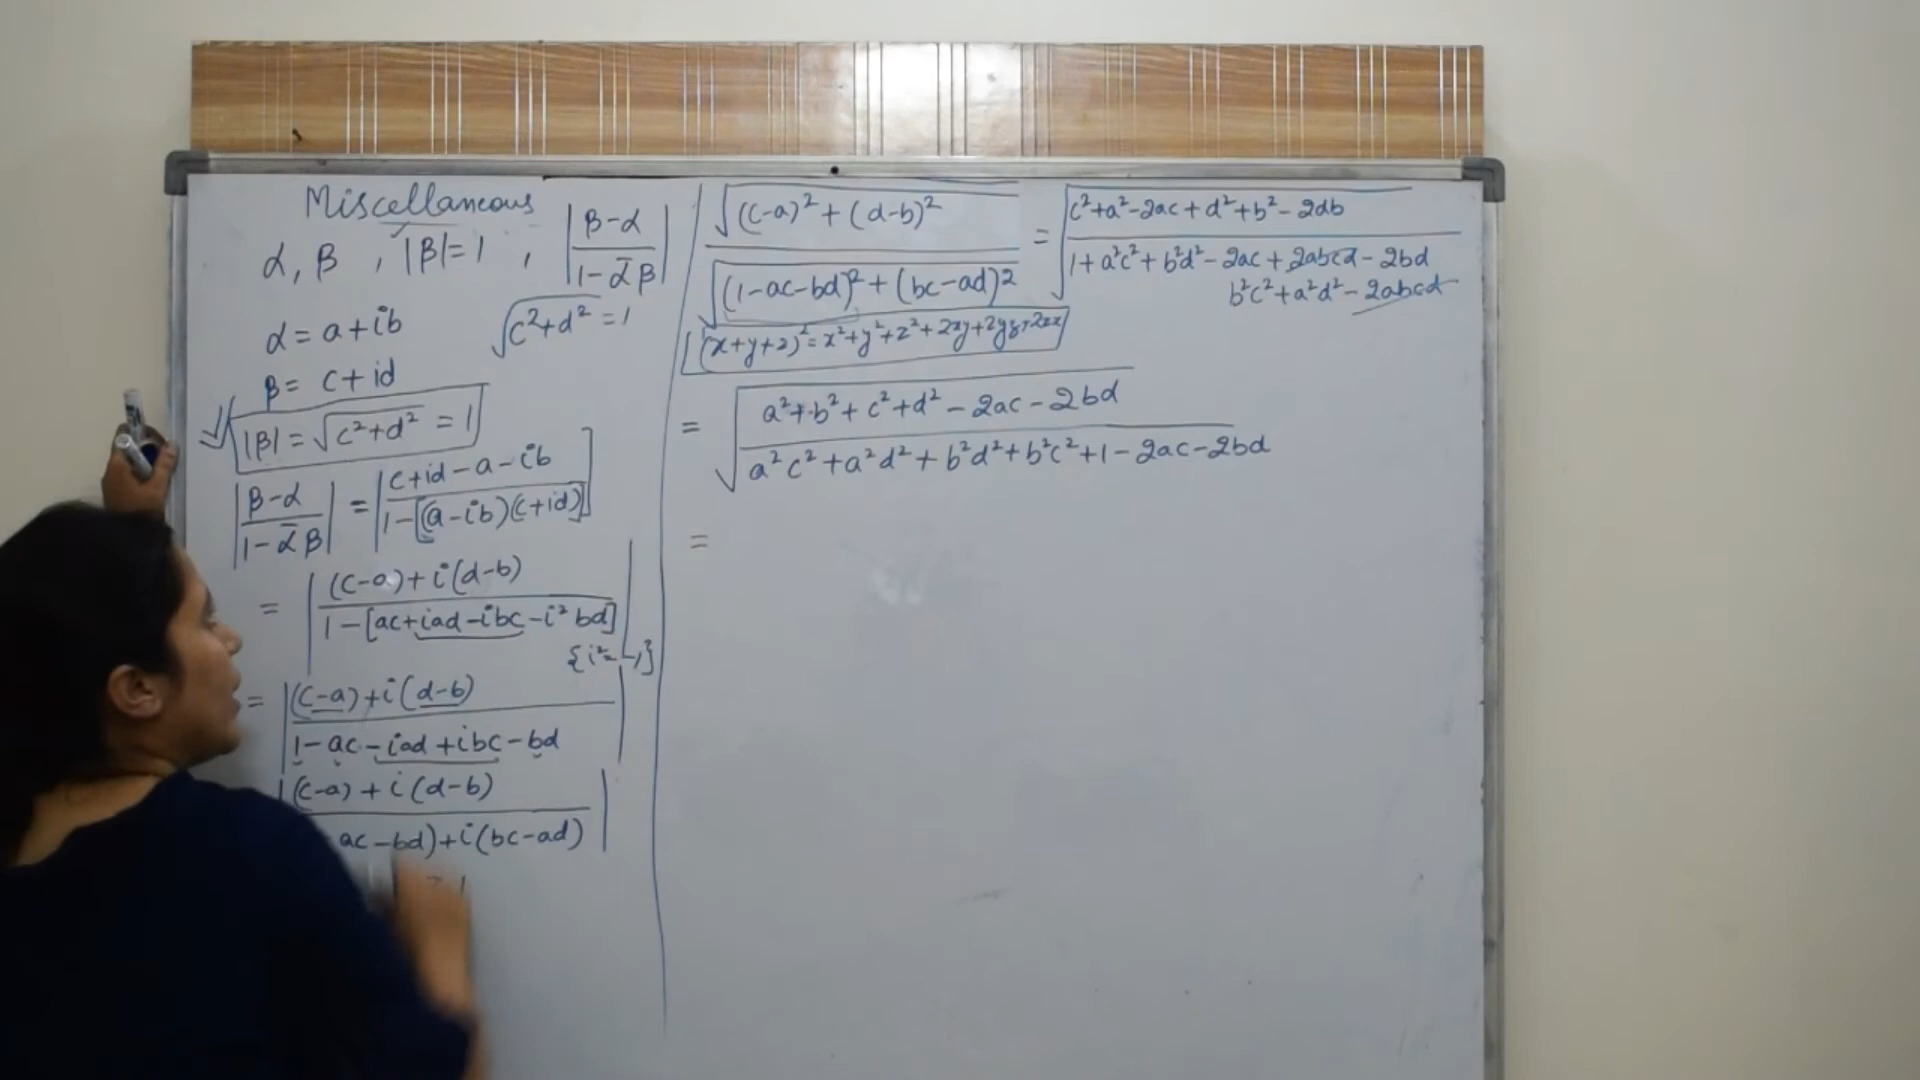 Miscellaneous
α, β , |β|=1 , |β-α / 1-ᾱβ|
α = a+ib
√c²+d² = 1
β = c+id
|β| = √c²+d² = 1
|β-α / 1-ᾱβ| = |c+id-a-ib / 1-[(a-ib)(c+id)]|
= |(c-a)+i(d-b) / 1-[ac+iad-ibc-i²bd]|
{i²=-1}
= |(c-a)+i(d-b) / 1-ac-iad+ibc-bd|
|(c-a)+i(d-b) / ac-bd)+i(bc-ad)|
√(c-a)²+(d-b)² / √(1-ac-bd)²+(bc-ad)² = √c²+a²-2ac+d²+b²-2db / 1+a²c²+b²d²-2ac+2abcd-2bd
b²c²+a²d²-2abcd
(x+y+z)²=x²+y²+z²+2xy+2yz+2zx
= √a²+b²+c²+d²-2ac-2bd / a²c²+a²d²+b²d²+b²c²+1-2ac-2bd
=